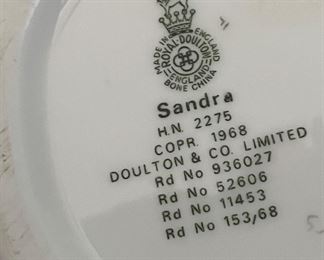 MADE IN ENGLAND
ROYAL·DOULTON
ENGLAND
BONE CHINA
Sandra
H.N. 2275
COPR. 1968
DOULTON & CO. LIMITED
Rd No 936027
Rd No 52606
Rd No 11453
Rd No 153/68